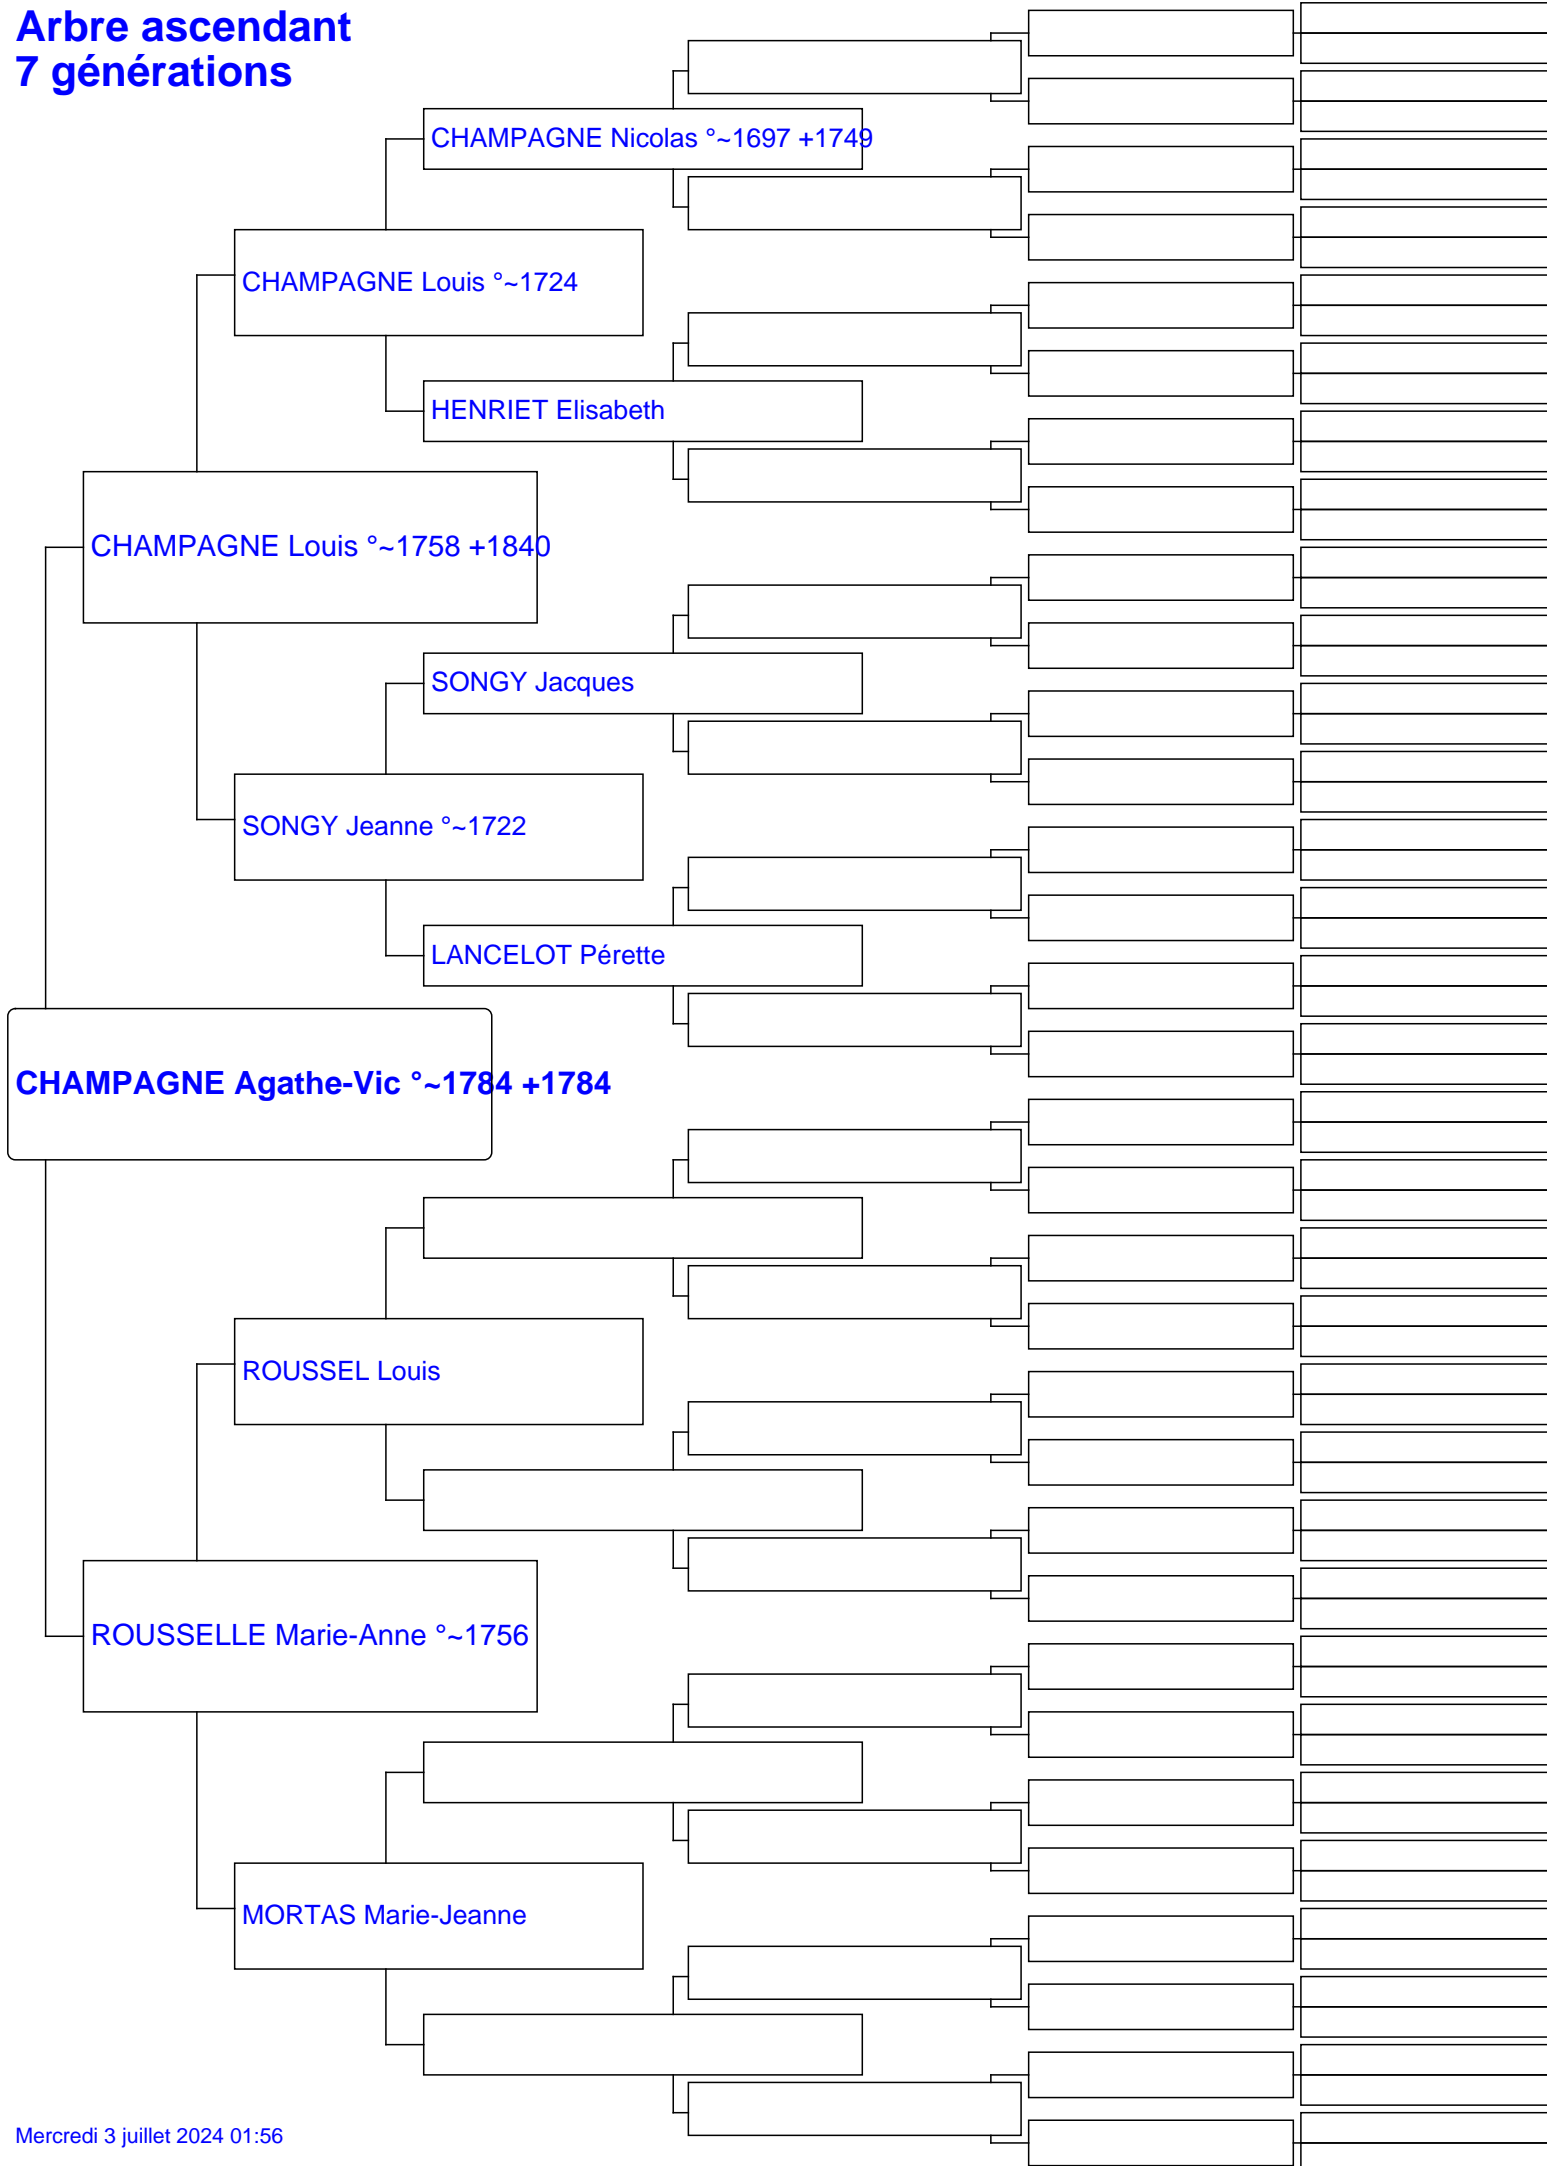 Arbre ascendant
7 générations
CHAMPAGNE Nicolas °~1697 +1749
CHAMPAGNE Louis °~1724
HENRIET Elisabeth
CHAMPAGNE Louis °~1758 +1840
SONGY Jacques
SONGY Jeanne °~1722
LANCELOT Pérette
CHAMPAGNE Agathe-Vic °~1784 +1784
ROUSSEL Louis
ROUSSELLE Marie-Anne °~1756
MORTAS Marie-Jeanne
Mercredi 3 juillet 2024 01:56